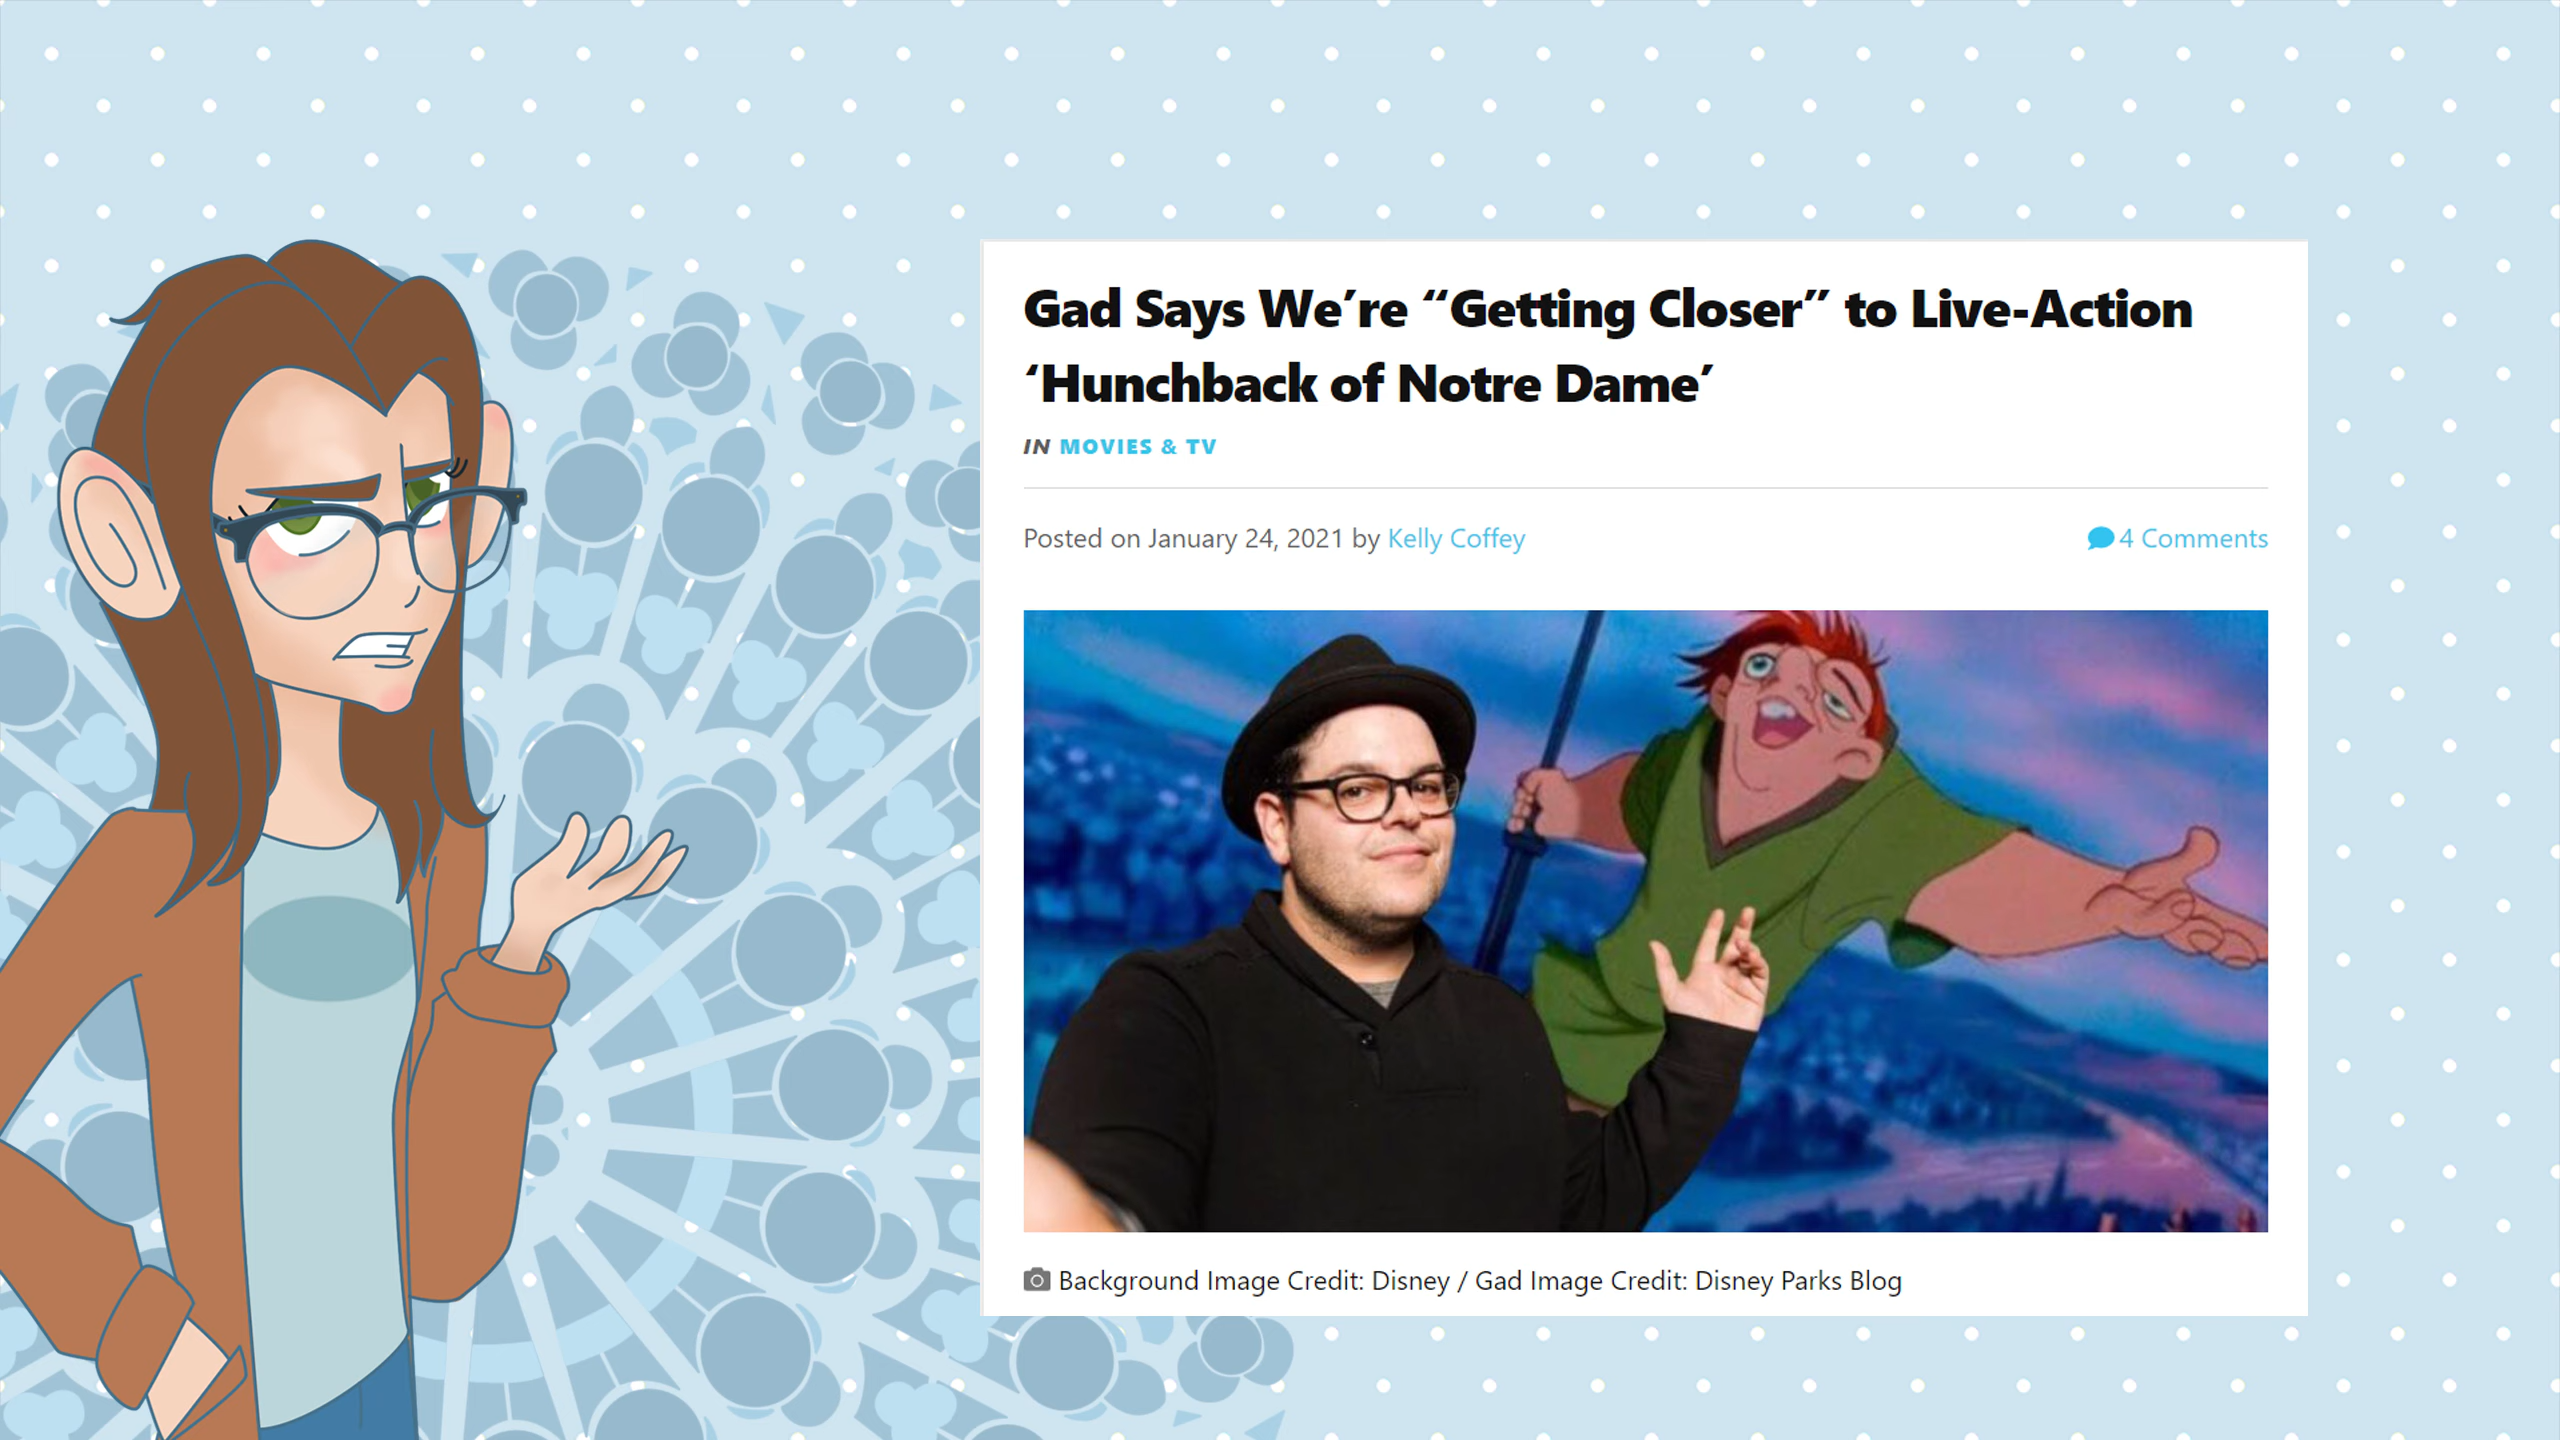 Gad Says We’re “Getting Closer” to Live-Action
‘Hunchback of Notre Dame’
IN MOVIES & TV
Posted on January 24, 2021 by Kelly Coffey
4 Comments
Background Image Credit: Disney / Gad Image Credit: Disney Parks Blog